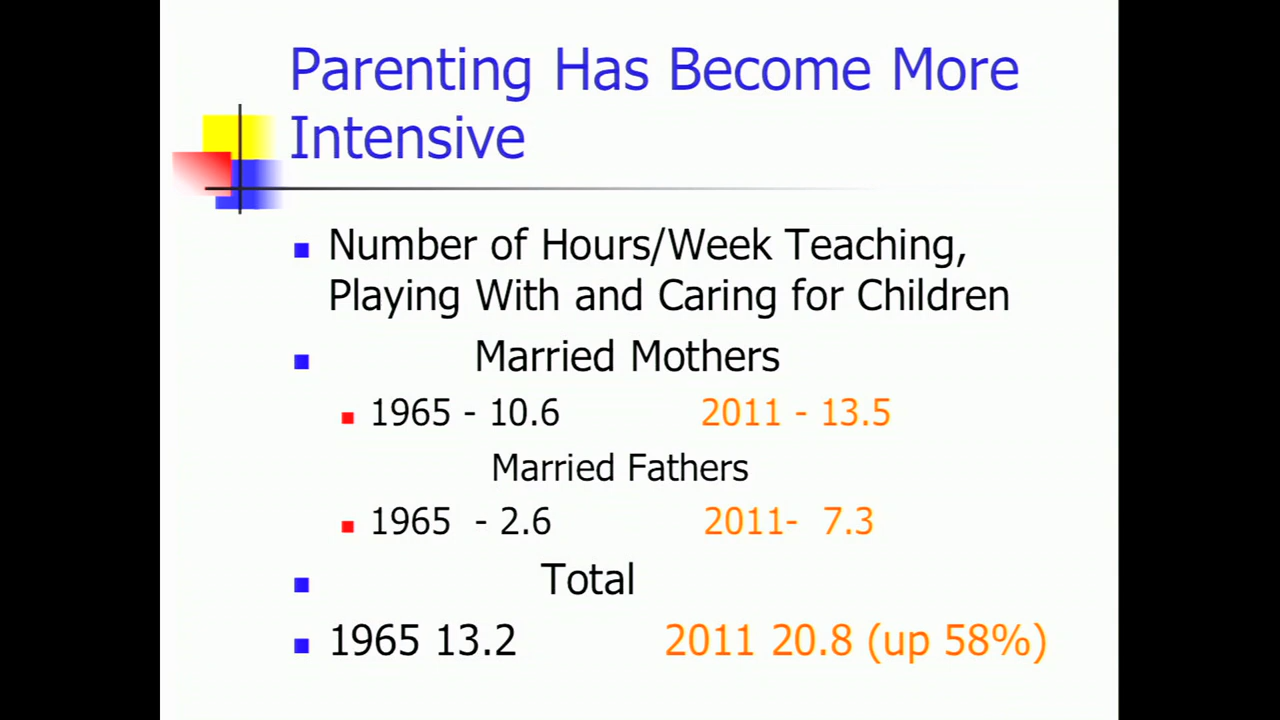 Parenting Has Become More
Intensive
Number of Hours/Week Teaching,
Playing With and Caring for Children
Married Mothers
1965 - 10.6 2011 - 13.5
Married Fathers
1965 - 2.6 2011- 7.3
Total
1965 13.2 2011 20.8 (up 58%)